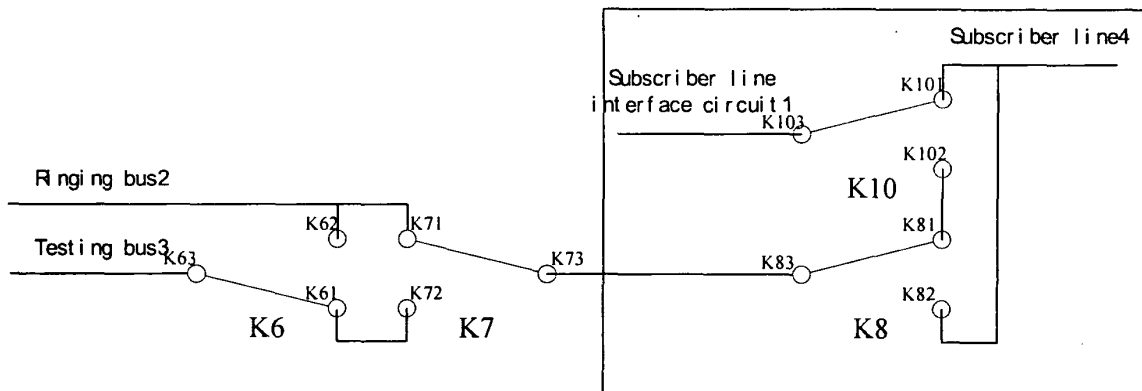 Subscriber line4
Subscriber line
interface circuit1
K101
K103
K102
K10
Ringing bus2
K62
K71
K81
Testing bus3
K63
K73
K83
K61
K72
K82
K6
K7
K8